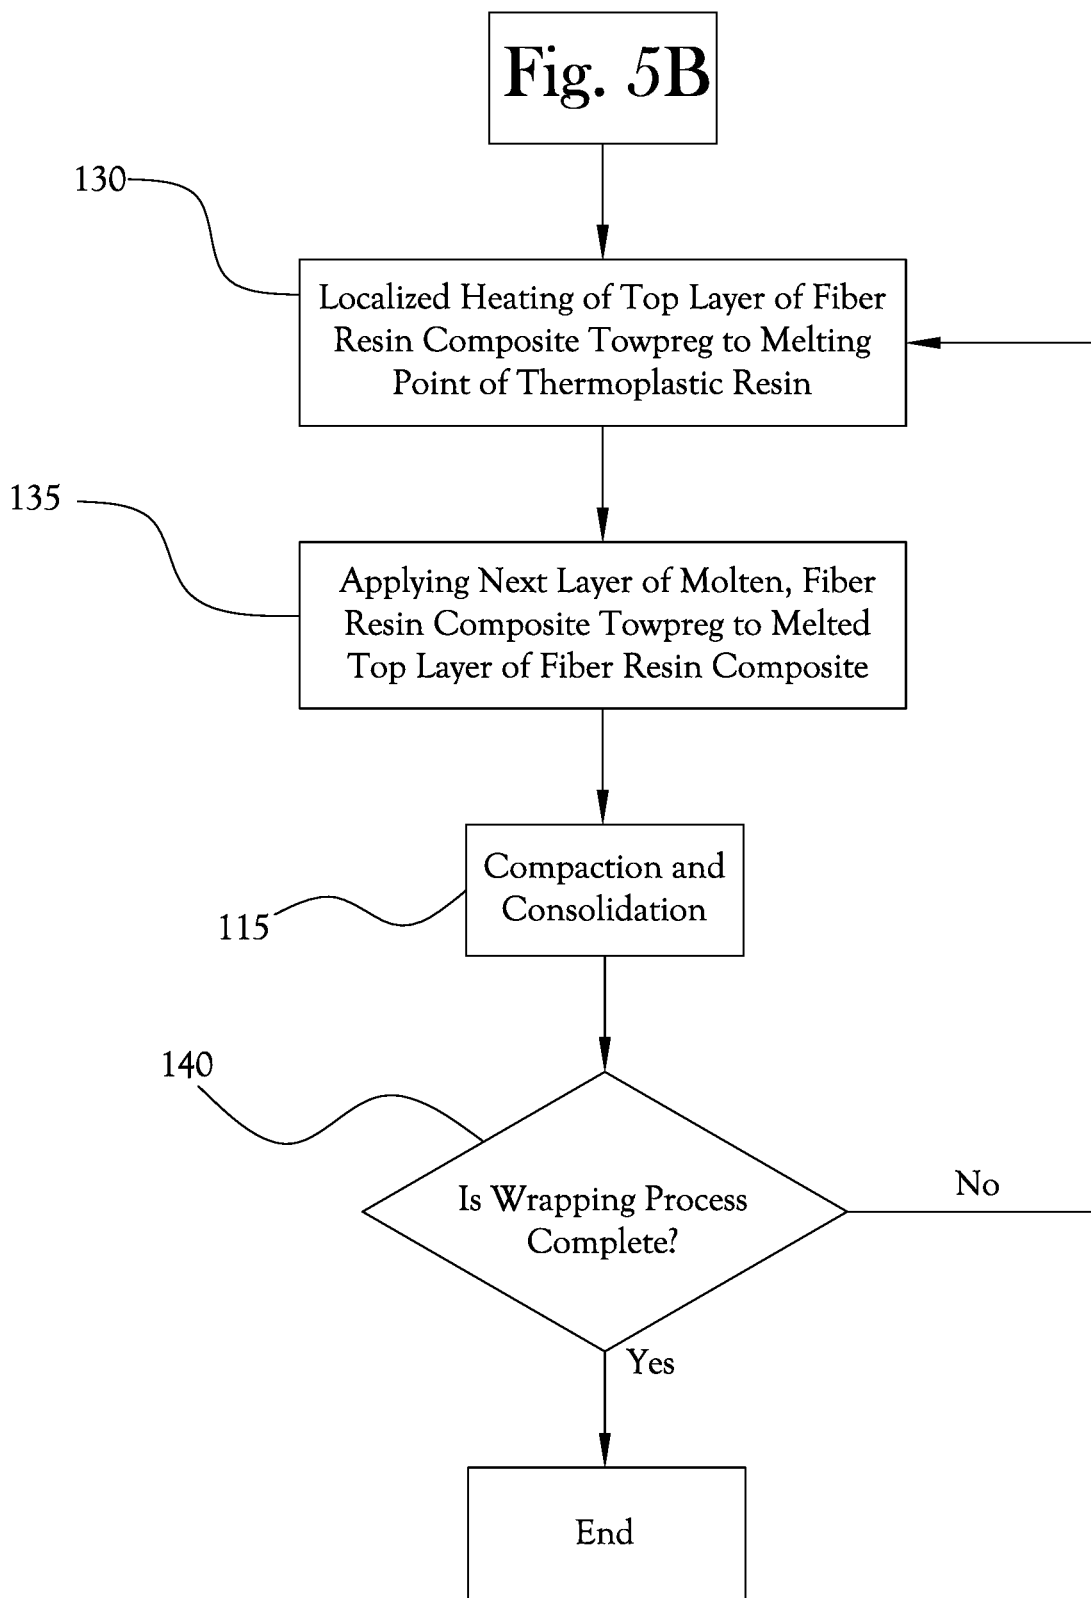 Fig. 5B
130
Localized Heating of Top Layer of Fiber
Resin Composite Towpreg to Melting
Point of Thermoplastic Resin
135
Applying Next Layer of Molten, Fiber
Resin Composite Towpreg to Melted
Top Layer of Fiber Resin Composite
Compaction and
Consolidation
115
140
Is Wrapping Process
Complete?
No
Yes
End